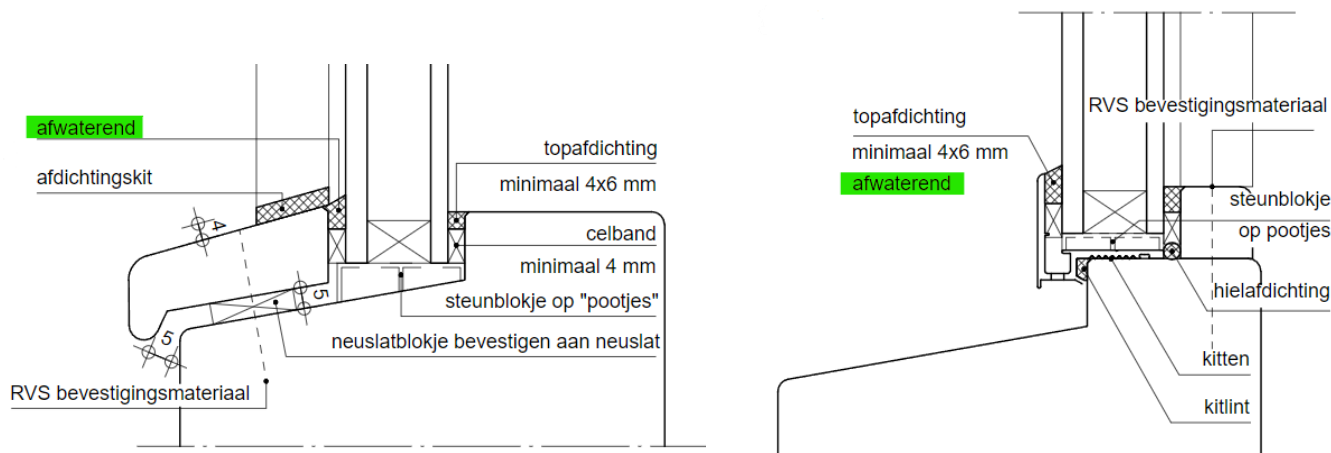 afwaterend
afdichtingskit
4
topafdichting
minimaal 4x6 mm
celband
minimaal 4 mm
5
steunblokje op "pootjes"
5
neuslatblokje bevestigen aan neuslat
RVS bevestigingsmateriaal
RVS bevestigingsmateriaal
topafdichting
minimaal 4x6 mm
afwaterend
steunblokje
op pootjes
hielafdichting
kitten
kitlint